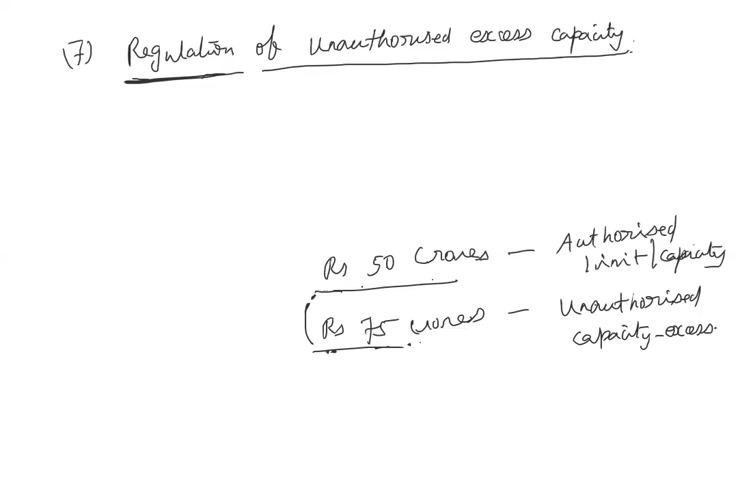 (7) Regulation of Unauthorised excess capacity.
Rs 50 Crores — Authorised
limit/capacity
Rs 75 crores — Unauthorised
capacity-excess.